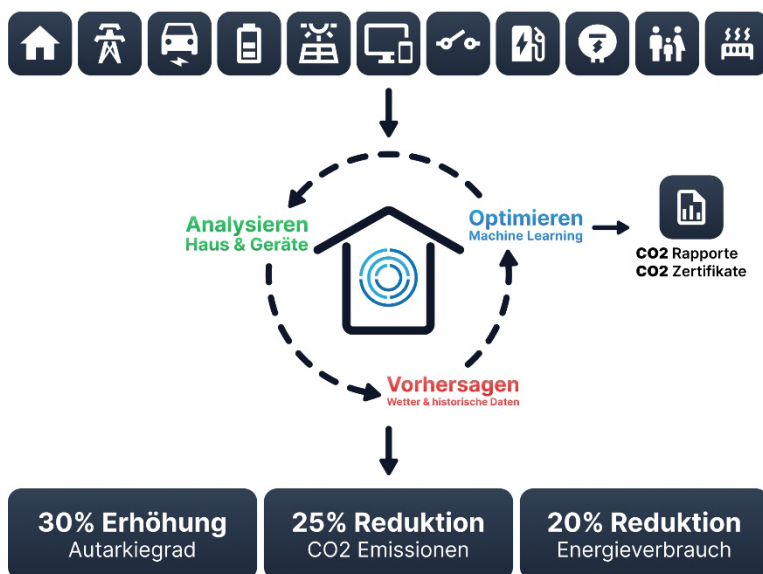 Analysieren
Haus & Geräte
Optimieren
Machine Learning
CO2 Rapporte
CO2 Zertifikate
Vorhersagen
Wetter & historische Daten
30% Erhöhung
Autarkiegrad
25% Reduktion
CO2 Emissionen
20% Reduktion
Energieverbrauch